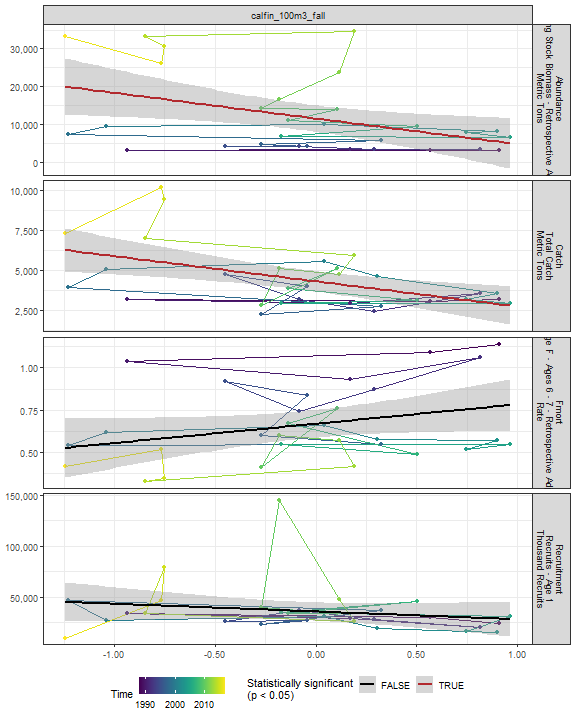 calfin_100m3_fall
30,000
20,000
10,000
0
Abundance
ng Stock Biomass - Retrospective A
Metric Tons
10,000
7,500
5,000
2,500
Catch
Total Catch
Metric Tons
1.00
0.75
0.50
Fmort
ge F - Ages 6 - 7 - Retrospective Ad
Rate
150,000
100,000
50,000
Recruitment
Recruits - Age 1
Thousand Recruits
-1.00 -0.50 0.00 0.50 1.00
Time
1990 2000 2010
Statistically significant
(p < 0.05)
FALSE TRUE